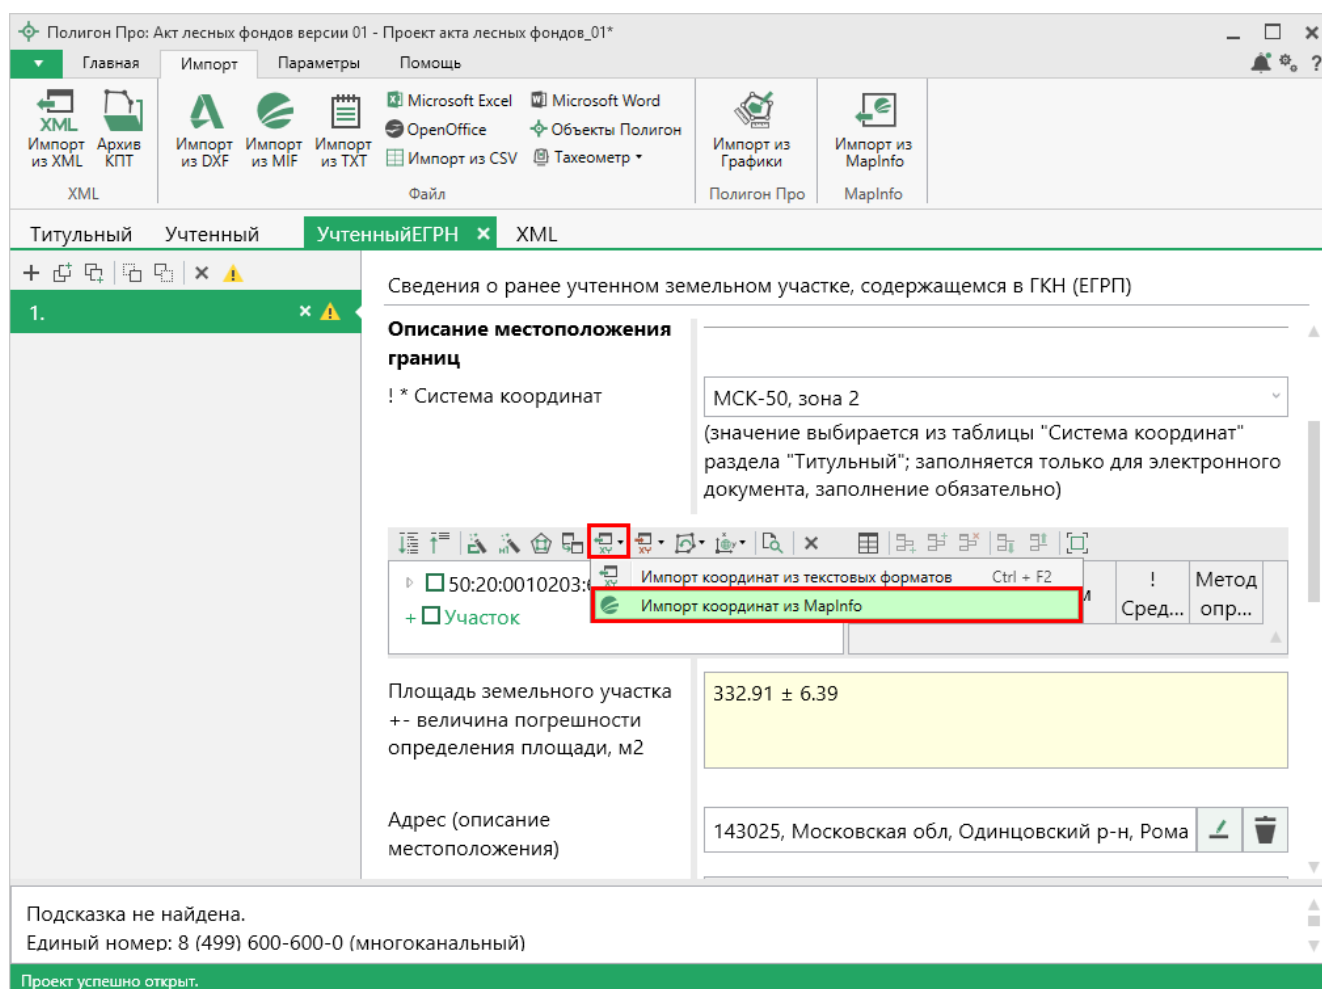 Полигон Про: Акт лесных фондов версии 01 - Проект акта лесных фондов_01*
Главная Импорт Параметры Помощь
XML
Импорт из XML
Архив КПТ
Импорт из DXF
Импорт из MIF
Импорт из TXT
Microsoft Excel Microsoft Word
OpenOffice Объекты Полигон
Импорт из CSV Тахеометр
Импорт из Графики
Импорт из MapInfo
XML Файл Полигон Про MapInfo
Титульный Учтенный УчтенныйЕГРН XML
1.
Сведения о ранее учтенном земельном участке, содержащемся в ГКН (ЕГРП)
Описание местоположения
границ
! * Система координат
МСК-50, зона 2
(значение выбирается из таблицы "Система координат"
раздела "Титульный"; заполняется только для электронного
документа, заполнение обязательно)
50:20:0010203:
+ Участок
Импорт координат из текстовых форматов Ctrl + F2
Импорт координат из MapInfo
!
Сред...
Метод
опр...
Площадь земельного участка
+- величина погрешности
определения площади, м2
332.91 ± 6.39
Адрес (описание
местоположения)
143025, Московская обл, Одинцовский р-н, Рома
Подсказка не найдена.
Единый номер: 8 (499) 600-600-0 (многоканальный)
Проект успешно открыт.